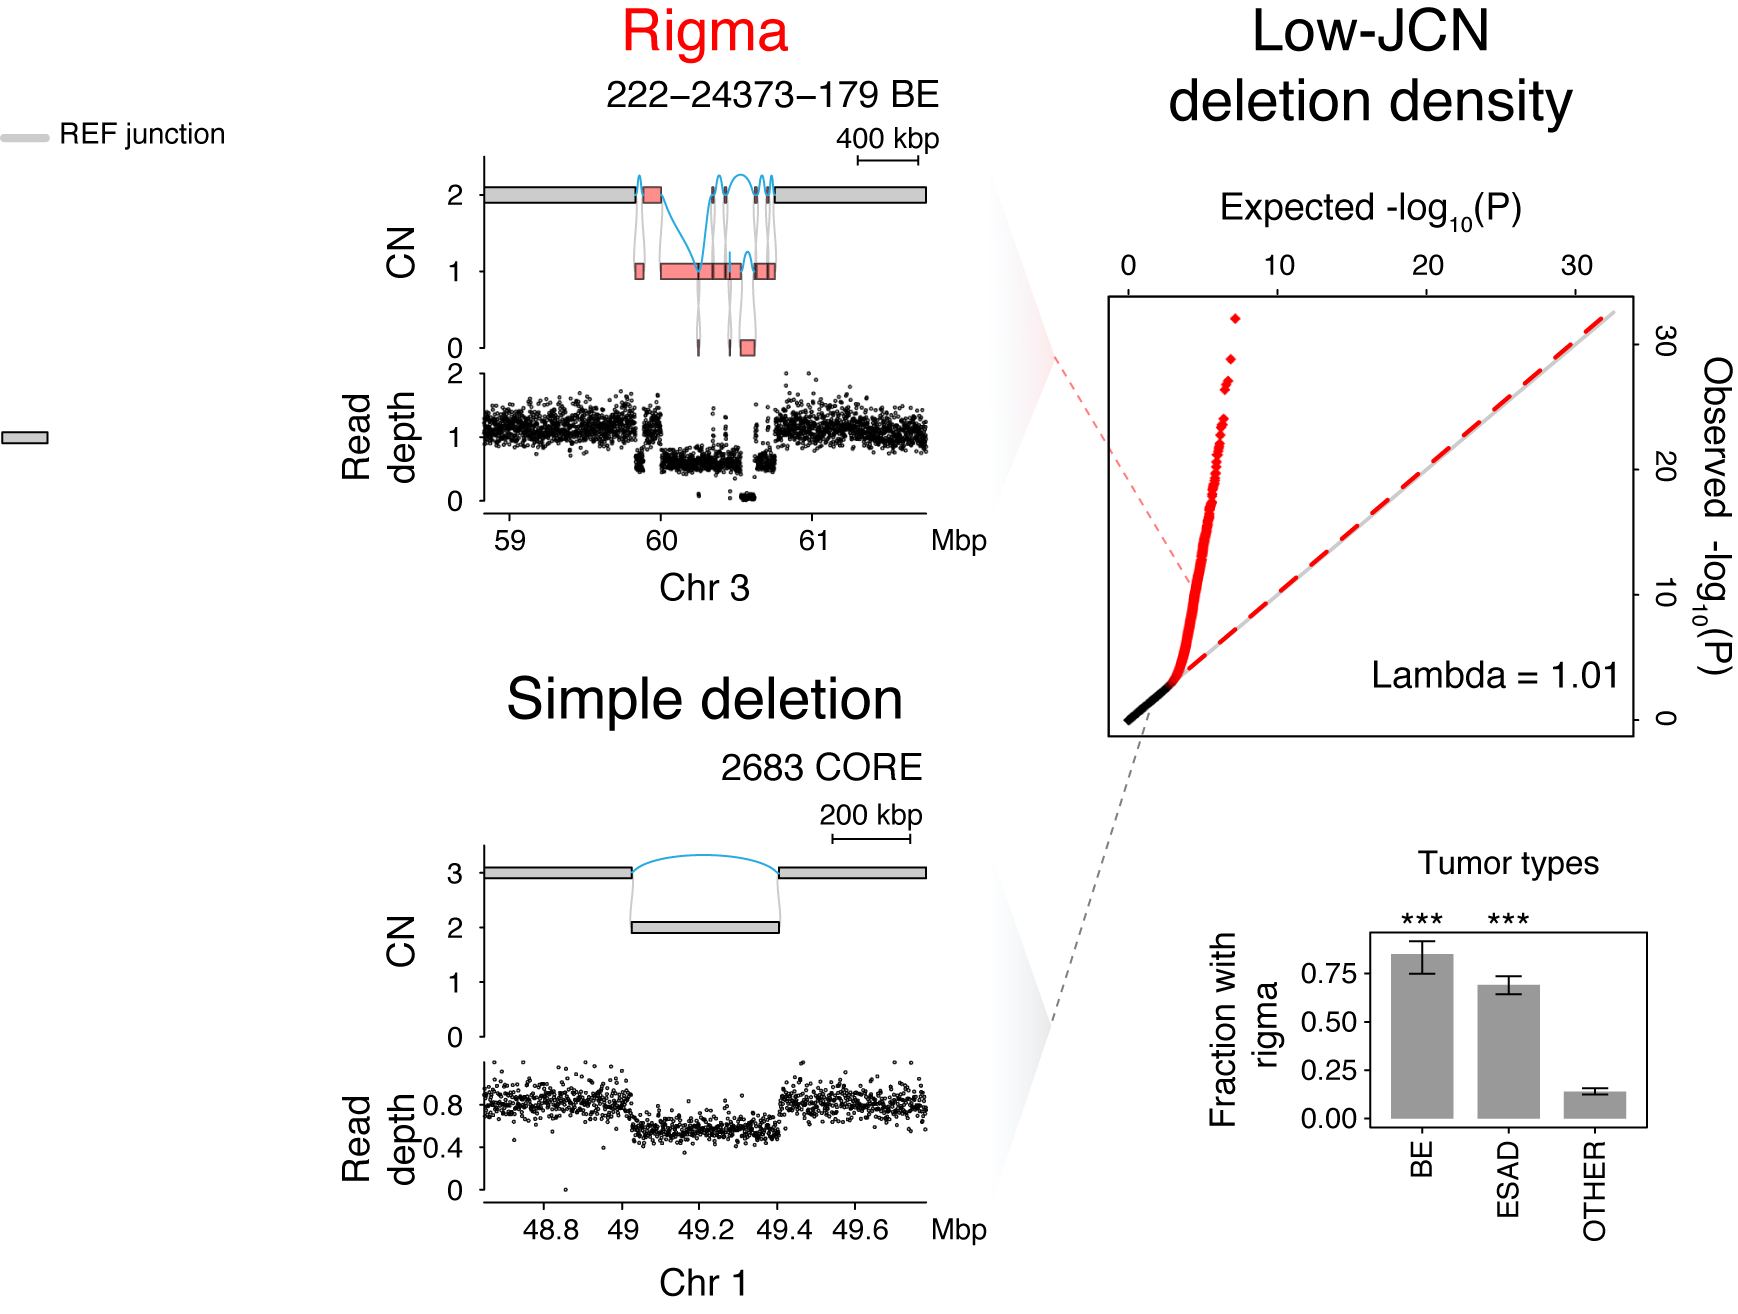 REF junction
Rigma
222−24373−179 BE
400 kbp
CN
2
1
0
Read
depth
2
1
0
59 60 61 Mbp
Chr 3
Simple deletion
2683 CORE
200 kbp
CN
3
2
1
0
Read
depth
0.8
0.4
0
48.8 49 49.2 49.4 49.6 Mbp
Chr 1
Low-JCN
deletion density
Expected -log10(P)
0 10 20 30
30
20
10
0
Observed -log10(P)
Lambda = 1.01
Tumor types
*** ***
Fraction with
rigma
0.75
0.50
0.25
0.00
BE
ESAD
OTHER